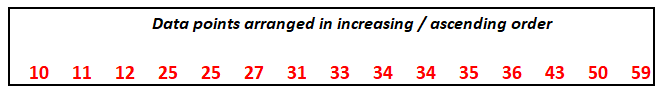 Data points arranged in increasing / ascending order
10 11 12 25 25 27 31 33 34 34 35 36 43 50 59